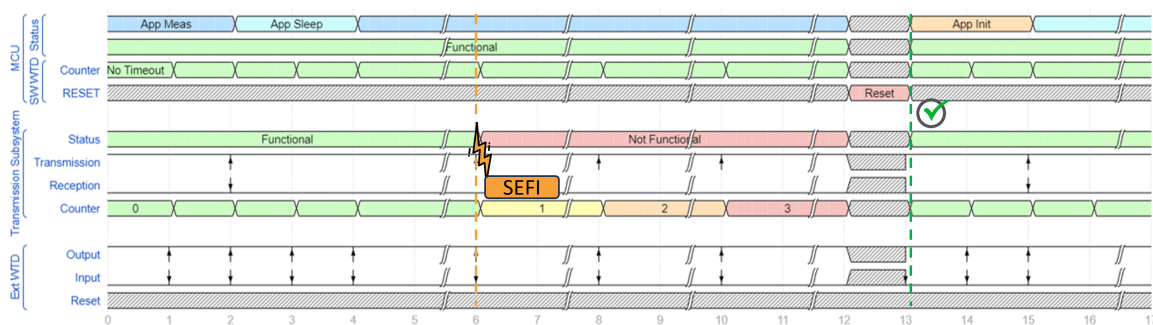 MCU
Status
App Meas App Sleep App Init
Functional
SW WTD
Counter No Timeout
RESET Reset
Transmission Subsystem
Status Functional Not Functional
Transmission
Reception
SEFI
Counter 0 1 2 3
Ext WTD
Output
Input
Reset
0 1 2 3 4 5 6 7 8 9 10 11 12 13 14 15 16 17